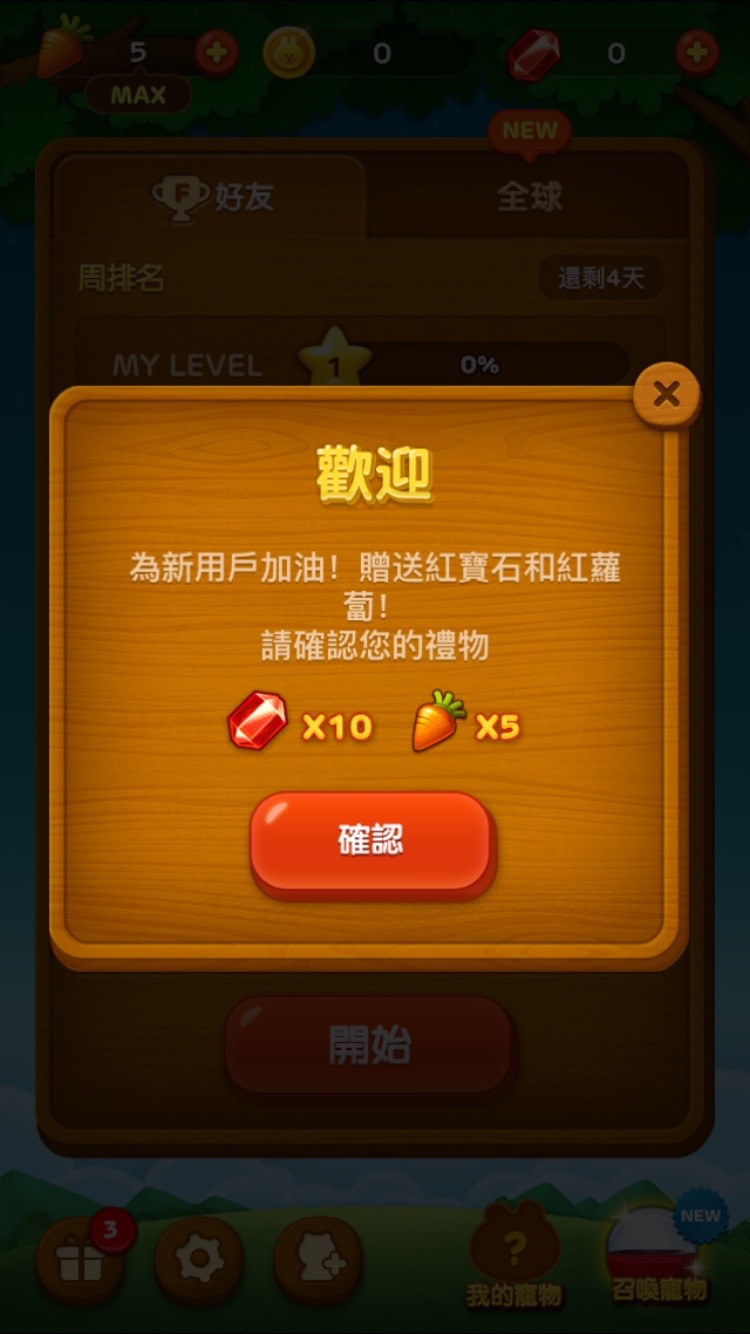 5 0 0
MAX
NEW
F 好友 全球
周排名 還剩4天
MY LEVEL 1 0%
歡迎
為新用戶加油！贈送紅寶石和紅蘿
蔔！
請確認您的禮物
X10 X5
確認
開始
3
NEW
?
我的寵物 召喚寵物